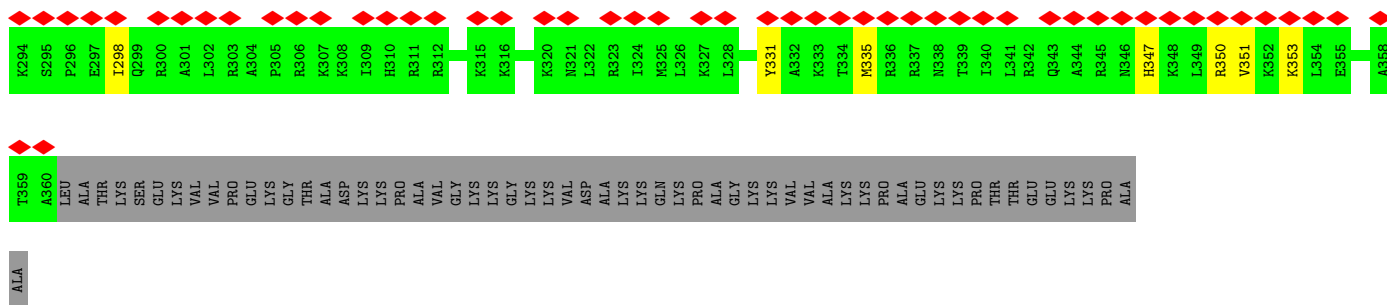 K294 S295 P296 E297 I298 Q299 R300 A301 L302 R303 A304 P305 R306 K307 K308 I309 H310 R311 R312 K315 K316 K320 N321 L322 R323 I324 M325 L326 K327 L328 Y331 A332 K333 T334 M335 R336 R337 N338 T339 I340 L341 R342 Q343 A344 R345 N346 H347 K348 L349 R350 V351 K352 K353 L354 E355 A358
T359 A360 LEU ALA THR LYS SER GLU LYS VAL VAL PRO GLU LYS GLY THR ALA ASP LYS LYS PRO ALA VAL GLY LYS LYS GLY LYS LYS VAL ASP ALA LYS LYS GLN LYS PRO ALA GLY LYS LYS VAL VAL ALA LYS LYS PRO ALA GLU LYS LYS PRO THR THR GLU GLU LYS LYS PRO ALA
ALA